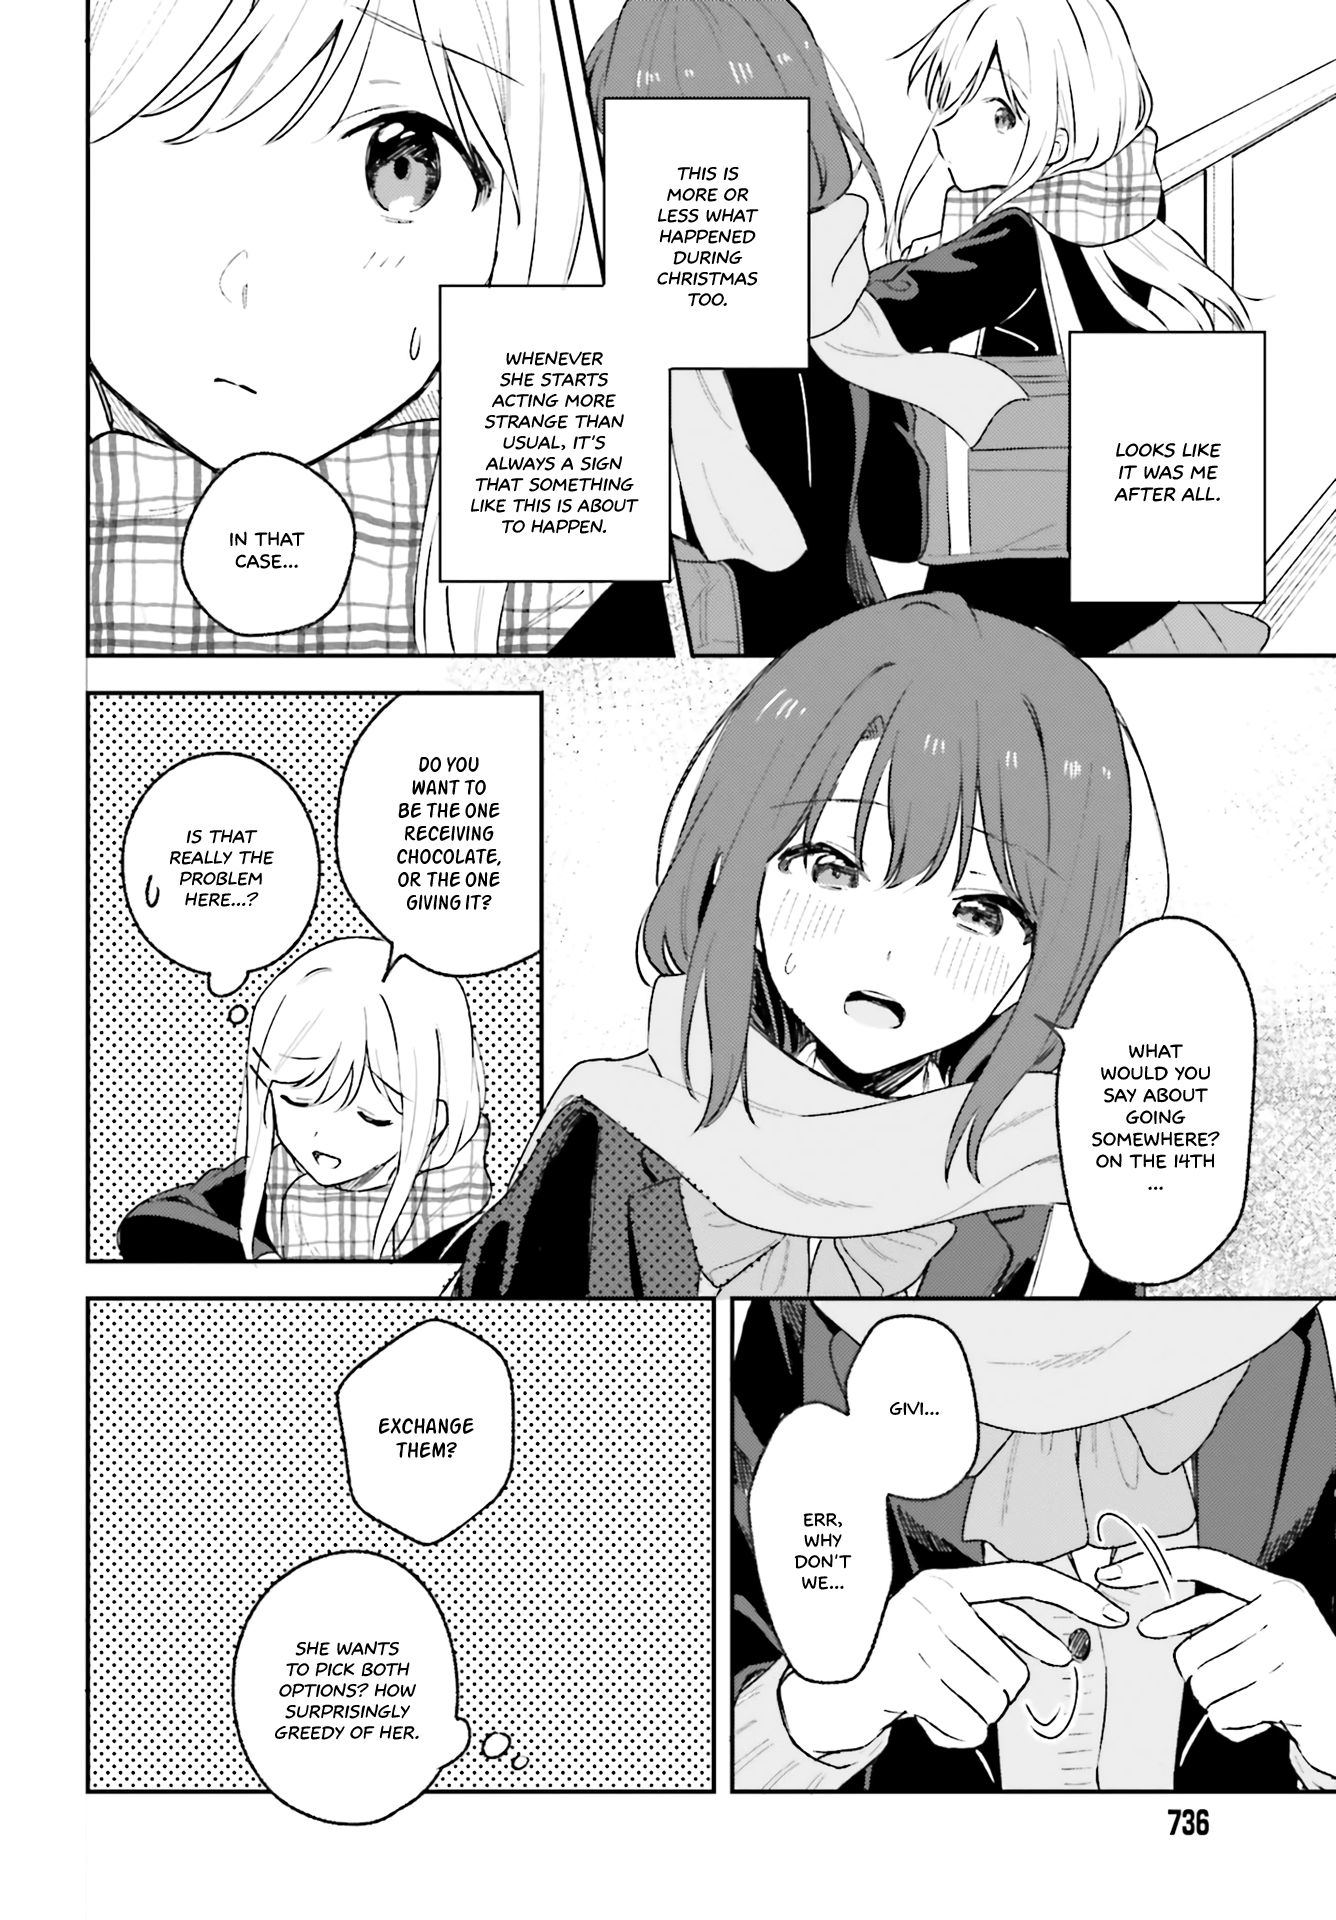 LOOKS LIKE
IT WAS ME
AFTER ALL.
THIS IS
MORE OR
LESS WHAT
HAPPENED
DURING
CHRISTMAS
TOO.
WHENEVER
SHE STARTS
ACTING MORE
STRANGE THAN
USUAL, IT'S
ALWAYS A SIGN
THAT SOMETHING
LIKE THIS IS ABOUT
TO HAPPEN.
IN THAT
CASE...
WHAT
WOULD YOU
SAY ABOUT
GOING
SOMEWHERE?
ON THE 14TH
...
DO YOU
WANT TO
BE THE ONE
RECEIVING
CHOCOLATE,
OR THE ONE
GIVING IT?
IS THAT
REALLY THE
PROBLEM
HERE...?
GIVI...
ERR,
WHY
DON'T
WE...
EXCHANGE
THEM?
SHE WANTS
TO PICK BOTH
OPTIONS? HOW
SURPRISINGLY
GREEDY OF HER.
736